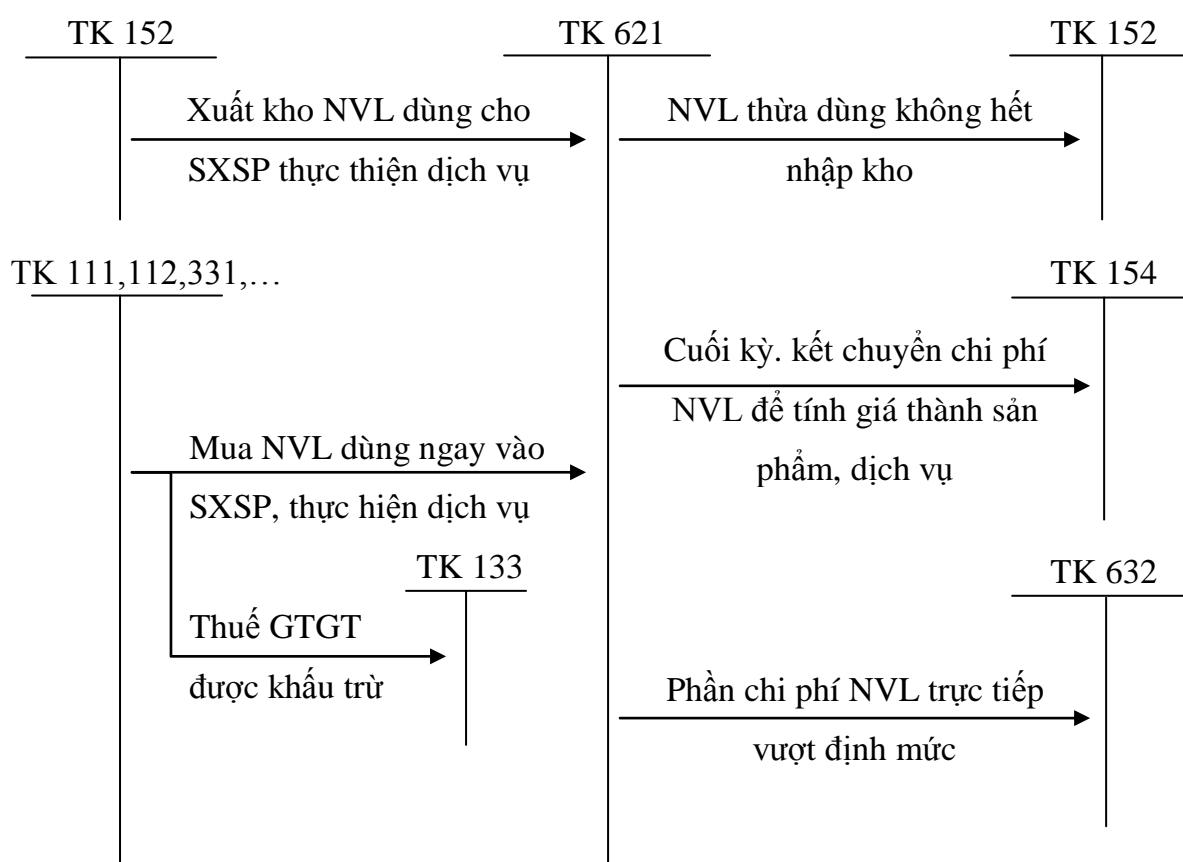 TK 152
TK 621
TK 152
Xuất kho NVL dùng cho
SXSP thực thiện dịch vụ
NVL thừa dùng không hết
nhập kho
TK 111,112,331,…
TK 154
Cuối kỳ. kết chuyển chi phí
NVL để tính giá thành sản
phẩm, dịch vụ
Mua NVL dùng ngay vào
SXSP, thực hiện dịch vụ
TK 133
TK 632
Thuế GTGT
được khấu trừ
Phần chi phí NVL trực tiếp
vượt định mức